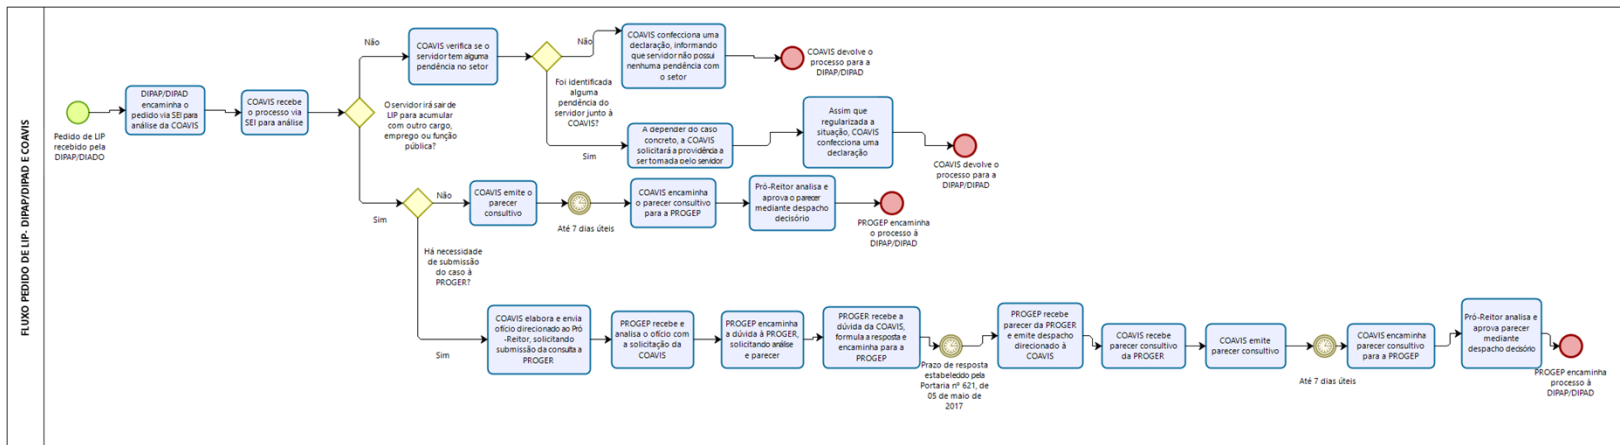 FLUXO PEDIDO DE LIP- DIPAP/DIPAD E COAVIS
Pedido de LIP
recebido pela
DIPAP/DIADO
DIPAP/DIPAD
encaminha o
pedido via SEI para
análise da COAVIS
COAVIS recebe
o processo via
SEI para análise
O servidor irá sair de
LIP para acumular
com outro cargo,
emprego ou função
pública?
Não
COAVIS verifica se o
servidor tem alguma
pendência no setor
Foi identificada
alguma
pendência do
servidor junto à
COAVIS?
Não
COAVIS confecciona uma
declaração, informando
que servidor não possui
nenhuma pendência com
o setor
COAVIS devolve o
processo para a
DIPAP/DIPAD
Sim
A depender do caso
concreto, a COAVIS
solicitará a providência a
ser tomada pelo servidor
Assim que
regularizada a
situação, COAVIS
confecciona uma
declaração
COAVIS devolve o
processo para a
DIPAP/DIPAD
Sim
Há necessidade
de submissão
do caso à
PROGER?
Não
COAVIS emite o
parecer
consultivo
Até 7 dias úteis
COAVIS encaminha
o parecer consultivo
para a PROGEP
Pró-Reitor analisa e
aprova o parecer
mediante despacho
decisório
PROGEP encaminha
o processo à
DIPAP/DIPAD
Sim
COAVIS elabora e envia
ofício direcionado ao Pró
-Reitor, solicitando
submissão da consulta a
PROGER
PROGEP recebe e
analisa o ofício com
a solicitação da
COAVIS
PROGEP encaminha
a dúvida à PROGER,
solicitando análise
e parecer
PROGER recebe a
dúvida da COAVIS,
formula a resposta e
encaminha para a
PROGEP
Prazo de resposta
estabelecido pela
Portaria nº 621, de
05 de maio de
2017
PROGEP recebe
parecer da PROGER
e emite despacho
direcionado à
COAVIS
COAVIS recebe
parecer consultivo
da PROGER
COAVIS emite
parecer consultivo
Até 7 dias úteis
COAVIS encaminha
parecer consultivo
para a PROGEP
Pró-Reitor analisa e
aprova parecer
mediante
despacho decisório
PROGEP encaminha
processo à
DIPAP/DIPAD